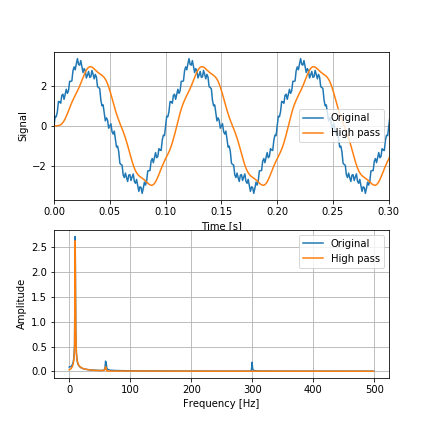 Signal
2
0
−2
Original
High pass
0.00 0.05 0.10 0.15 0.20 0.25 0.30
Time [s]
Amplitude
2.5
2.0
1.5
1.0
0.5
0.0
Original
High pass
0 100 200 300 400 500
Frequency [Hz]